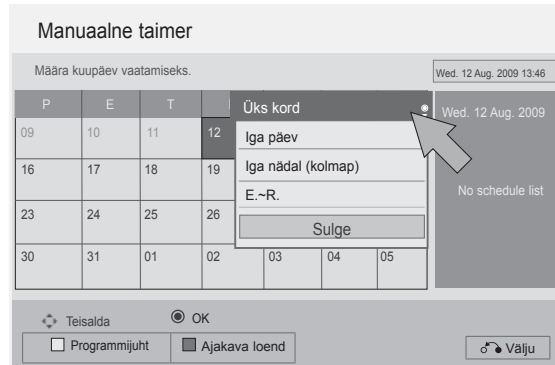 Manuaalne taimer
Määra kuupäev vaatamiseks.
Wed. 12 Aug. 2009 13:46
P E T
09 10 11 12
16 17 18 19
23 24 25 26
30 31 01 02 03 04 05
Üks kord
Iga päev
Iga nädal (kolmap)
E.~R.
Sulge
Wed. 12 Aug. 2009
No schedule list
Teisalda OK
Programmijuht Ajakava loend
Välju